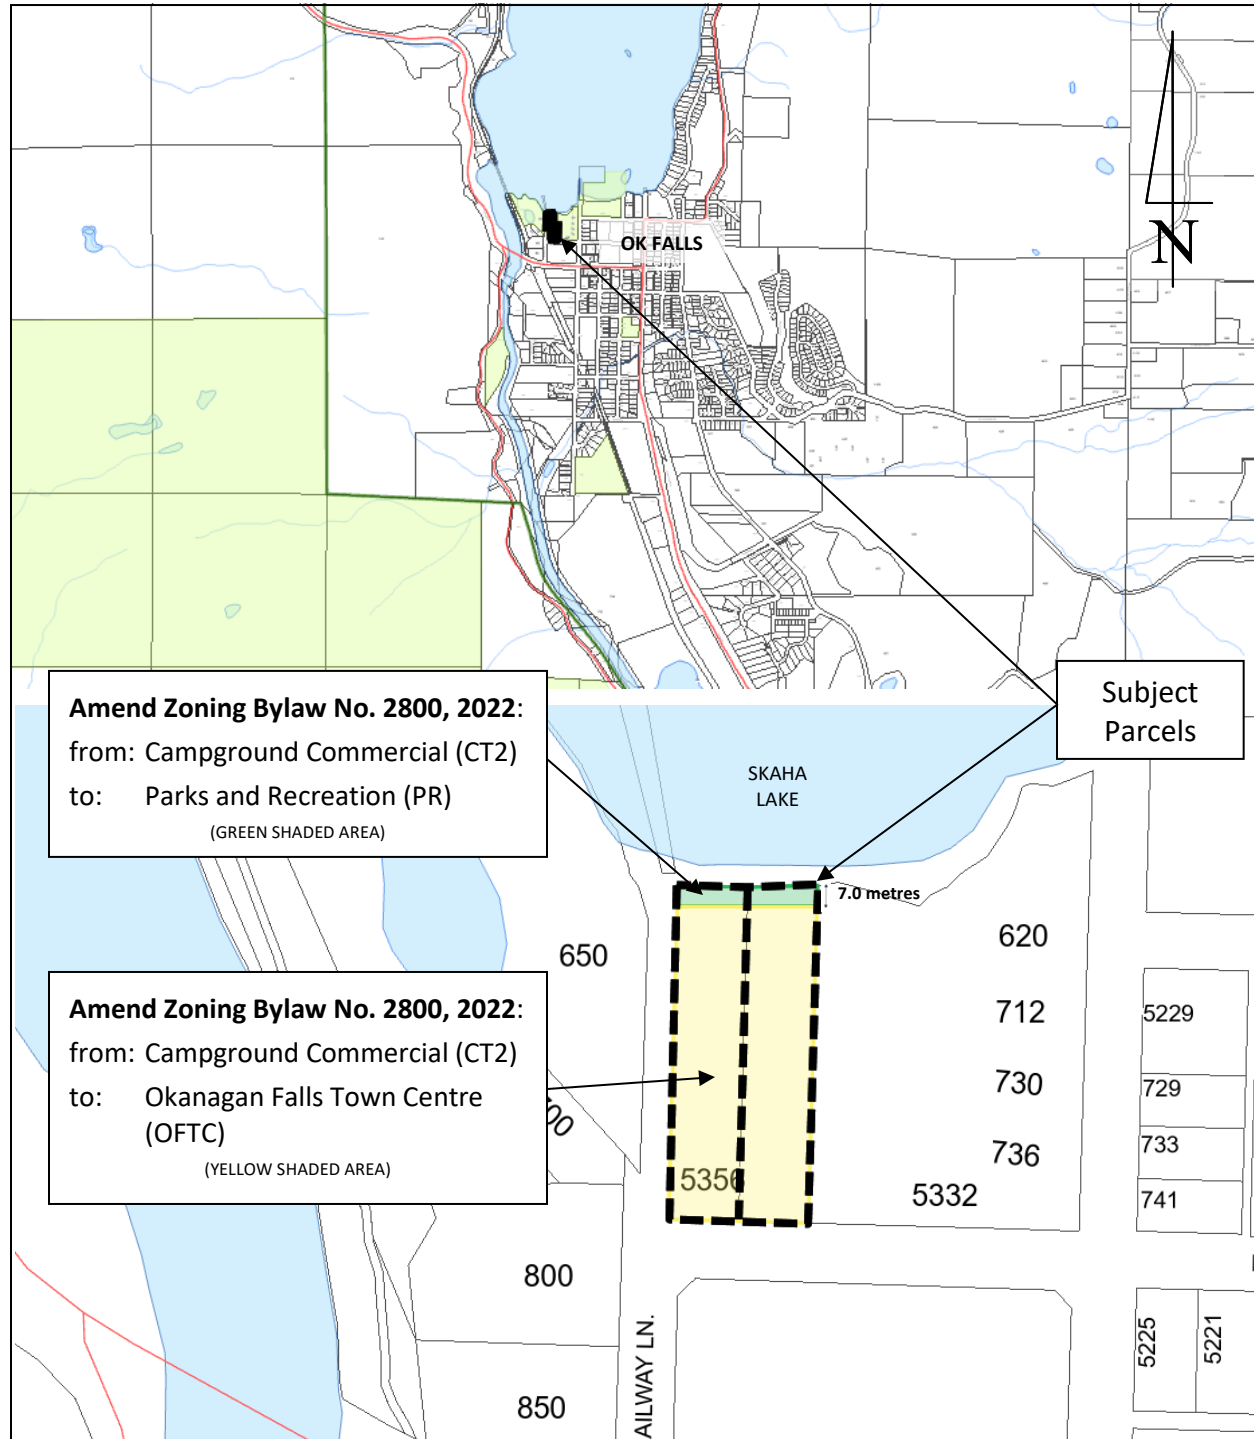 OK FALLS
N
Subject
Parcels
Amend Zoning Bylaw No. 2800, 2022:
from: Campground Commercial (CT2)
to: Parks and Recreation (PR)
(GREEN SHADED AREA)
SKAHA
LAKE
7.0 metres
650
620
712
5229
Amend Zoning Bylaw No. 2800, 2022:
from: Campground Commercial (CT2)
to: Okanagan Falls Town Centre
(OFTC)
(YELLOW SHADED AREA)
730
729
736
733
5356
5332
741
800
5225
5221
AILWAY LN.
850